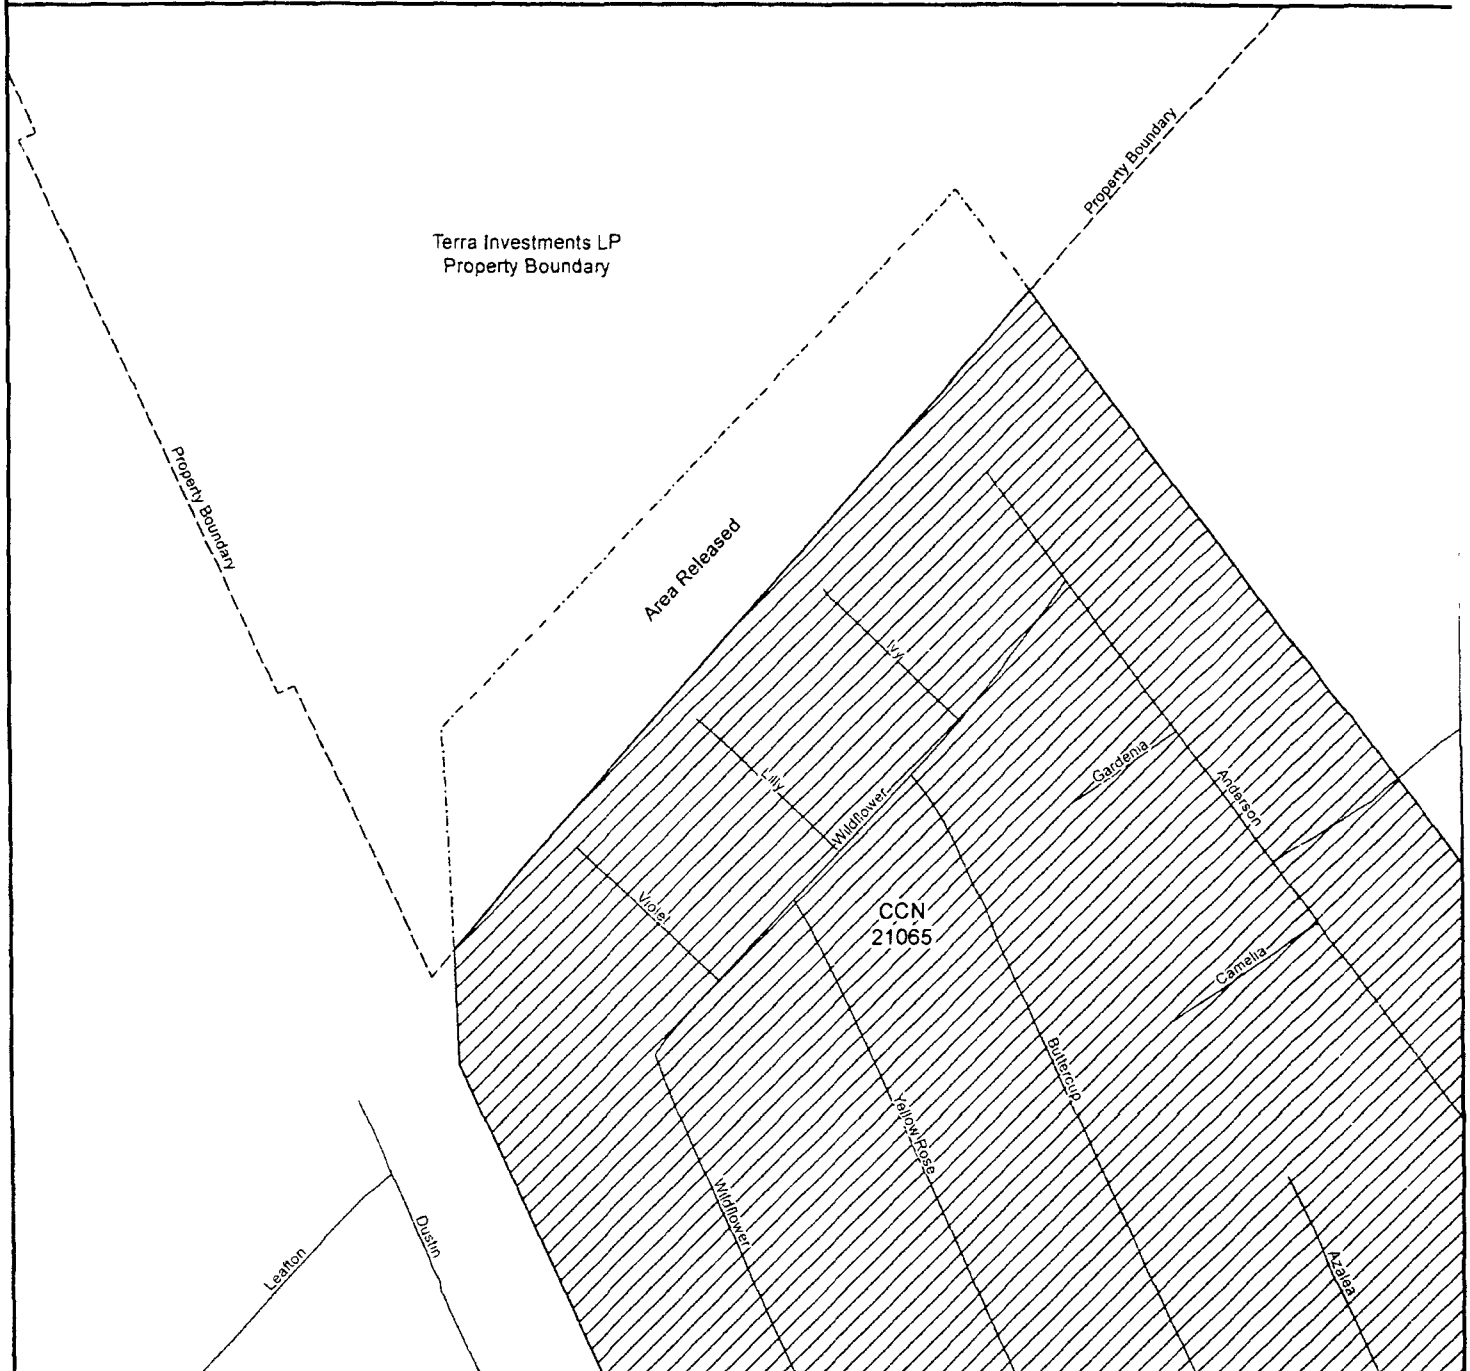 Property Boundary
Terra Investments LP
Property Boundary
Property Boundary
Area Released
Ivy
Lilly
Gardenia
Anderson
Wildflower
Violet
CCN
21065
Camelia
Buttercup
Yellow Rose
Wildflower
Dustin
Leafton
Azalea